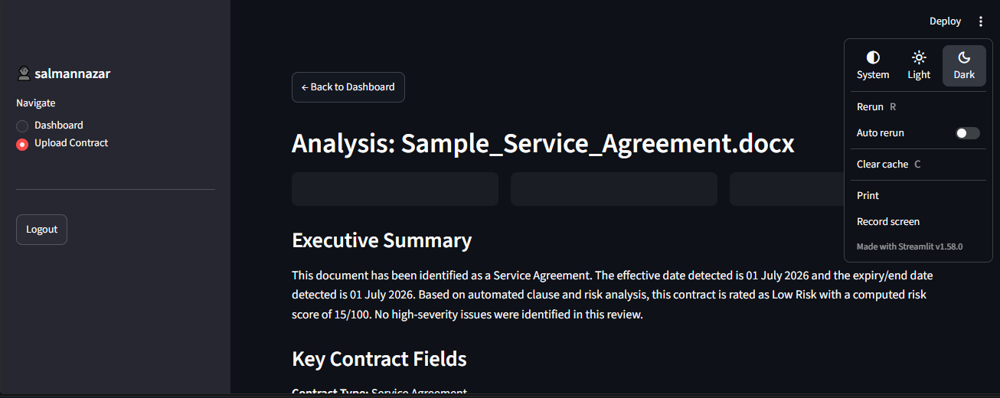 Deploy
salmannazar
Navigate
Dashboard
Upload Contract
Logout
← Back to Dashboard
Analysis: Sample_Service_Agreement.docx
Executive Summary
This document has been identified as a Service Agreement. The effective date detected is 01 July 2026 and the expiry/end date
detected is 01 July 2026. Based on automated clause and risk analysis, this contract is rated as Low Risk with a computed risk
score of 15/100. No high-severity issues were identified in this review.
Key Contract Fields
Contract Type: Service Agreement
System Light Dark
Rerun R
Auto rerun
Clear cache C
Print
Record screen
Made with Streamlit v1.58.0